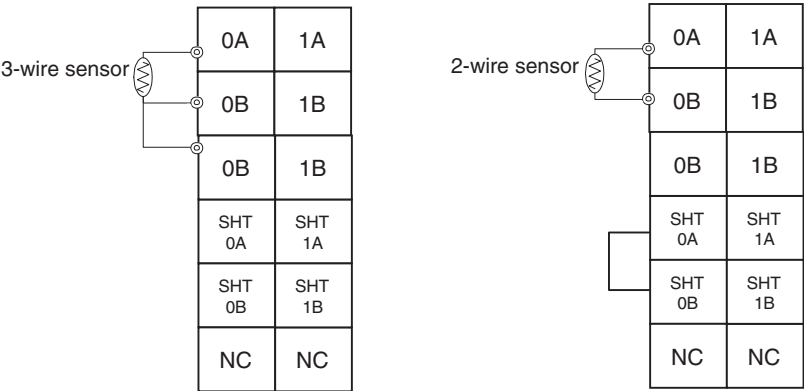 3-wire sensor
0A 1A
0B 1B
0B 1B
SHT 0A SHT 1A
SHT 0B SHT 1B
NC NC
2-wire sensor
0A 1A
0B 1B
0B 1B
SHT 0A SHT 1A
SHT 0B SHT 1B
NC NC